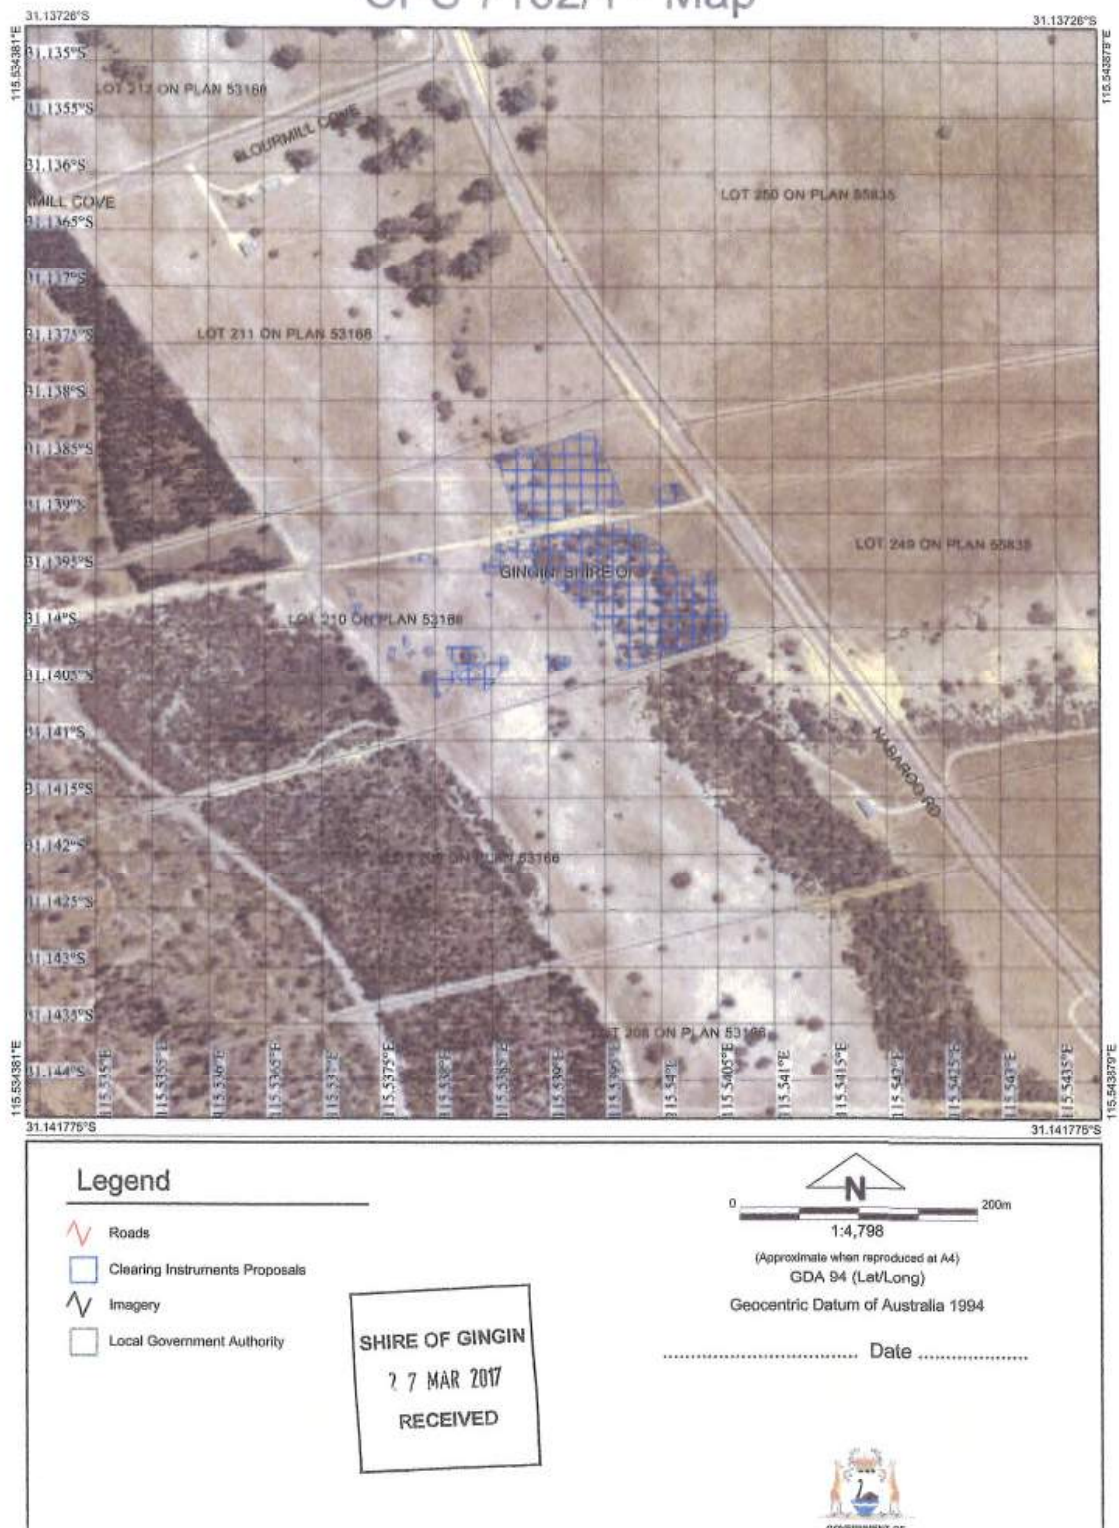 31.13726°S
31.13726°S
115.534381°E
115.543879°E
31.135°S
LOT 212 ON PLAN 53166
31.1355°S
31.136°S
LOT 250 ON PLAN 55835
MILL COVE
31.1365°S
31.137°S
31.1375°S
LOT 211 ON PLAN 53166
31.138°S
31.1385°S
31.139°S
LOT 249 ON PLAN 55835
31.1395°S
GINGIN, SHIRE OF
31.14°S
LOT 210 ON PLAN 53166
31.1405°S
31.141°S
NABAROO RD
31.1415°S
31.142°S
ON PLAN 53166
31.1425°S
31.143°S
31.1435°S
LOT 208 ON PLAN 53166
31.144°S
115.535°E
115.5355°E
115.536°E
115.5365°E
115.537°E
115.5375°E
115.538°E
115.5385°E
115.539°E
115.5395°E
115.54°E
115.5405°E
115.541°E
115.5415°E
115.542°E
115.5425°E
115.543°E
115.5435°E
115.534381°E
115.543879°E
31.141775°S
31.141775°S
Legend
Roads
Clearing Instruments Proposals
Imagery
Local Government Authority
SHIRE OF GINGIN
27 MAR 2017
RECEIVED
N
0
200m
1:4,798
(Approximate when reproduced at A4)
GDA 94 (Lat/Long)
Geocentric Datum of Australia 1994
Date